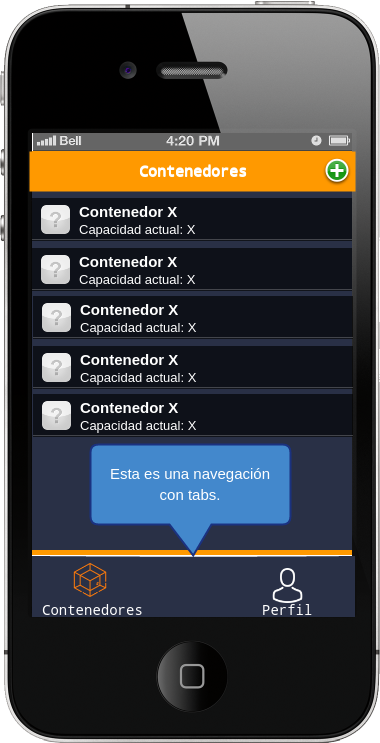 Bell 4:20 PM
Contenedores
Contenedor X
Capacidad actual: X
Contenedor X
Capacidad actual: X
Contenedor X
Capacidad actual: X
Contenedor X
Capacidad actual: X
Contenedor X
Capacidad actual: X
Esta es una navegación
con tabs.
Contenedores Perfil